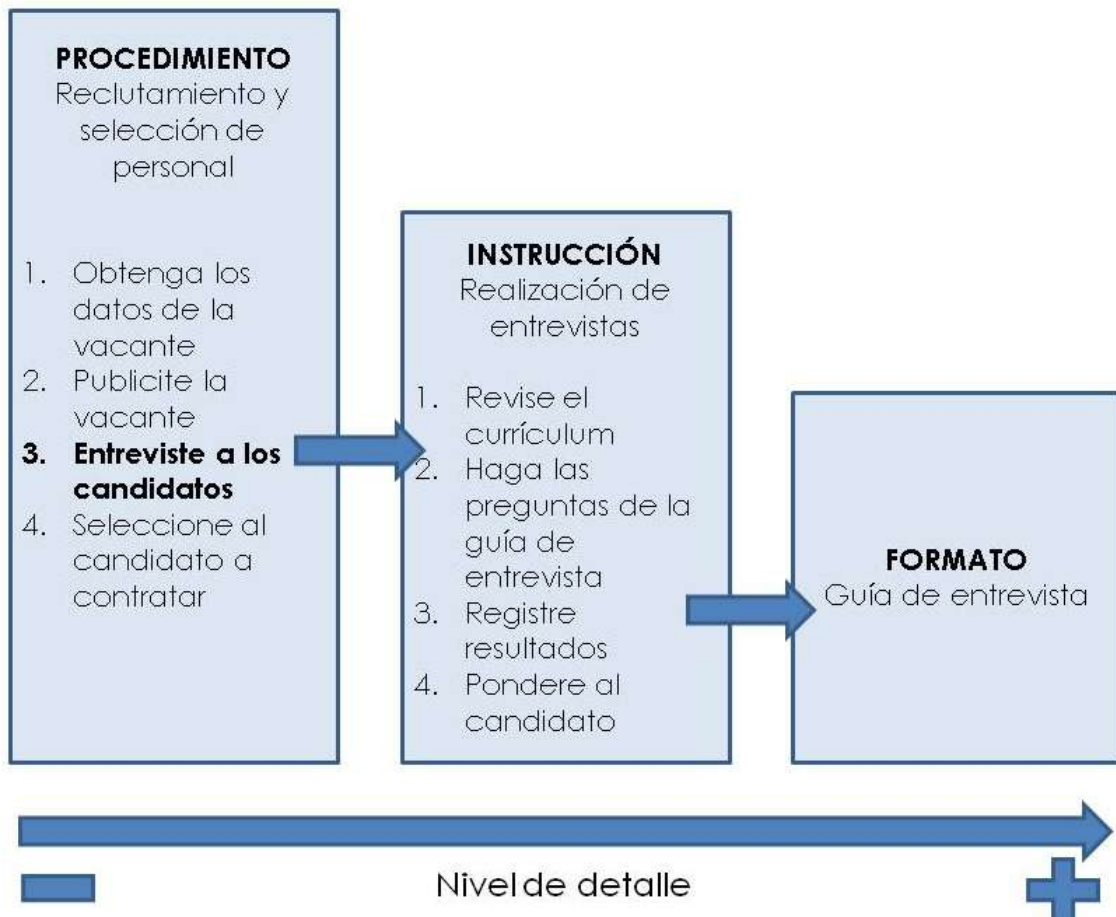 PROCEDIMIENTO
Reclutamiento y
selección de
personal
1. Obtenga los
datos de la
vacante
2. Publicite la
vacante
3. Entreviste a los
candidatos
4. Seleccione al
candidato a
contratar
INSTRUCCIÓN
Realización de
entrevistas
1. Revise el
currículum
2. Haga las
preguntas de la
guía de
entrevista
3. Registre
resultados
4. Pondere al
candidato
FORMATO
Guía de entrevista
Nivel de detalle